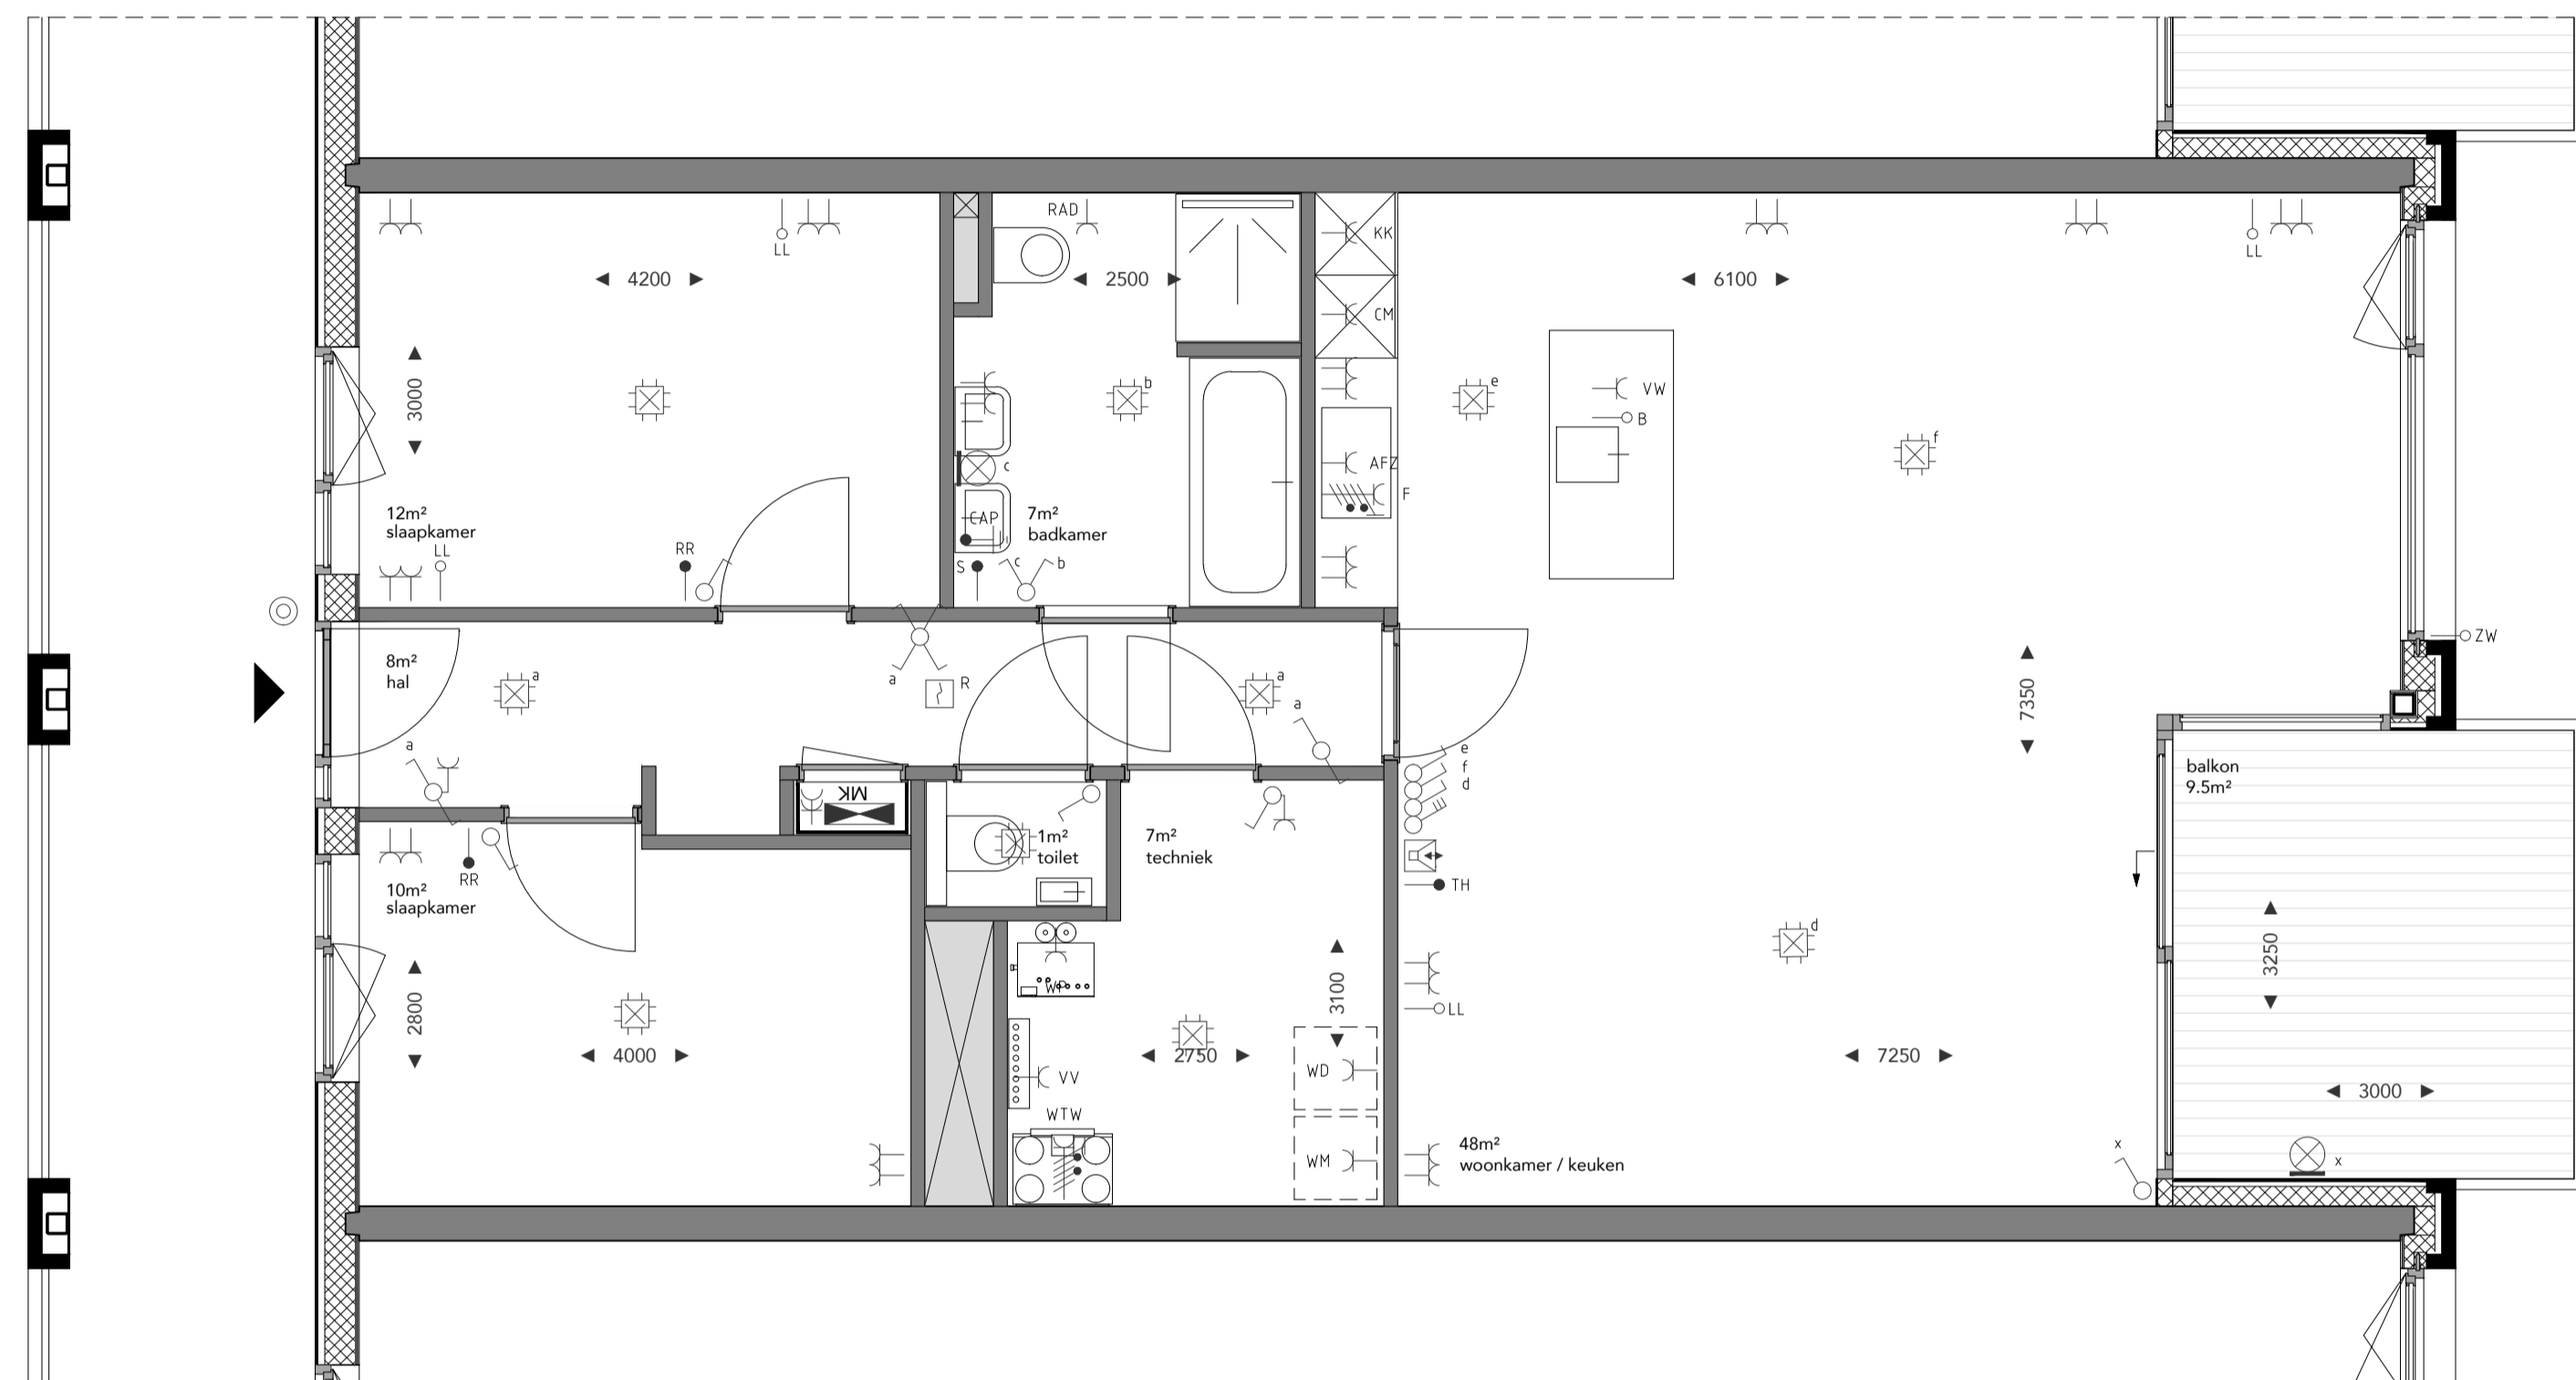 RAD
KK
LL
LL
4200
2500
6100
CM
3000
b
e
VW
B
f
c
AFZ
F
12m²
slaapkamer
CAP
7m²
badkamer
LL
RR
S
c
b
ZW
8m²
hal
a
a
R
a
a
7350
a
e
f
d
MK
balkon
9.5m²
1m²
toilet
7m²
techniek
TH
RR
10m²
slaapkamer
d
3250
2800
WP
3100
LL
4000
2750
7250
VV
WD
3000
WTW
WM
48m²
woonkamer / keuken
x
x